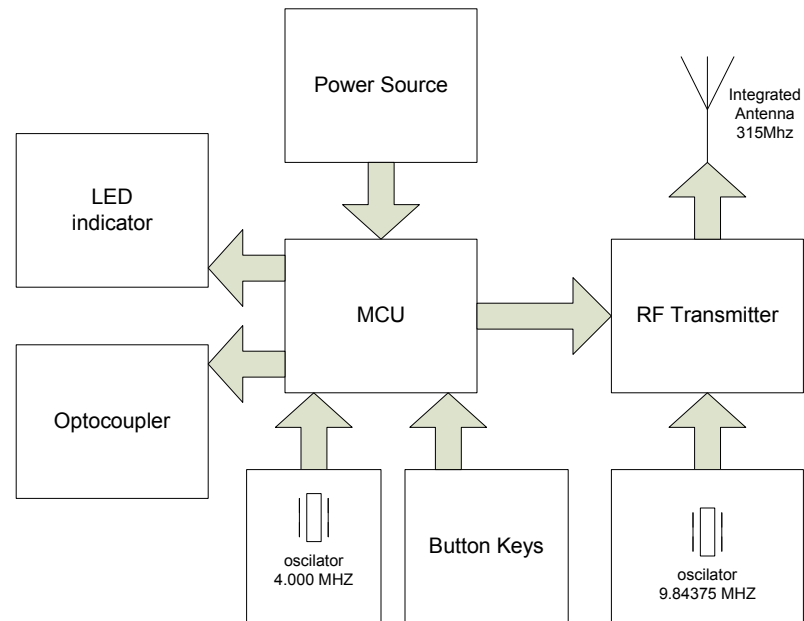 Power Source
Integrated
Antenna
315Mhz
LED
indicator
MCU
RF Transmitter
Optocoupler
oscilator
4.000 MHZ
Button Keys
oscilator
9.84375 MHZ